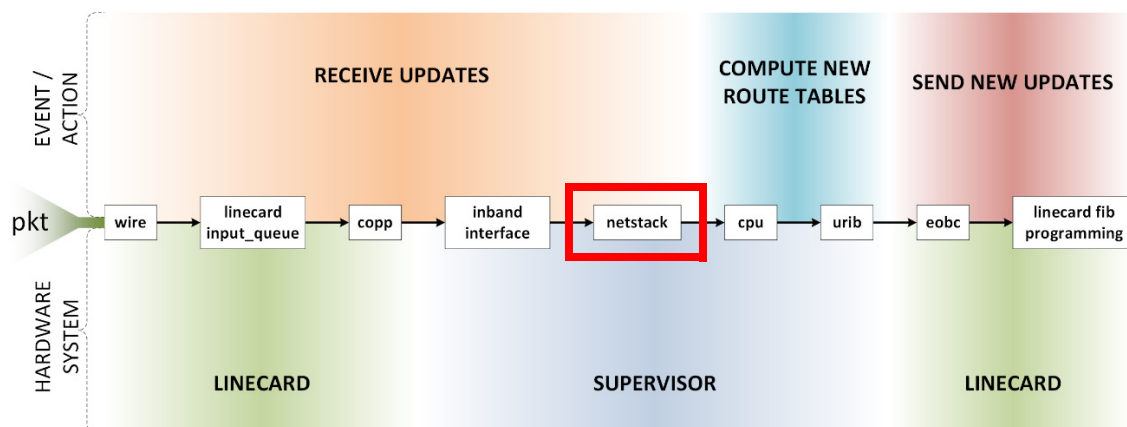 EVENT /
ACTION
RECEIVE UPDATES
COMPUTE NEW
ROUTE TABLES
SEND NEW UPDATES
pkt
wire
linecard
input_queue
copp
inband
interface
netstack
cpu
urib
eobc
linecard fib
programming
HARDWARE
SYSTEM
LINECARD
SUPERVISOR
LINECARD